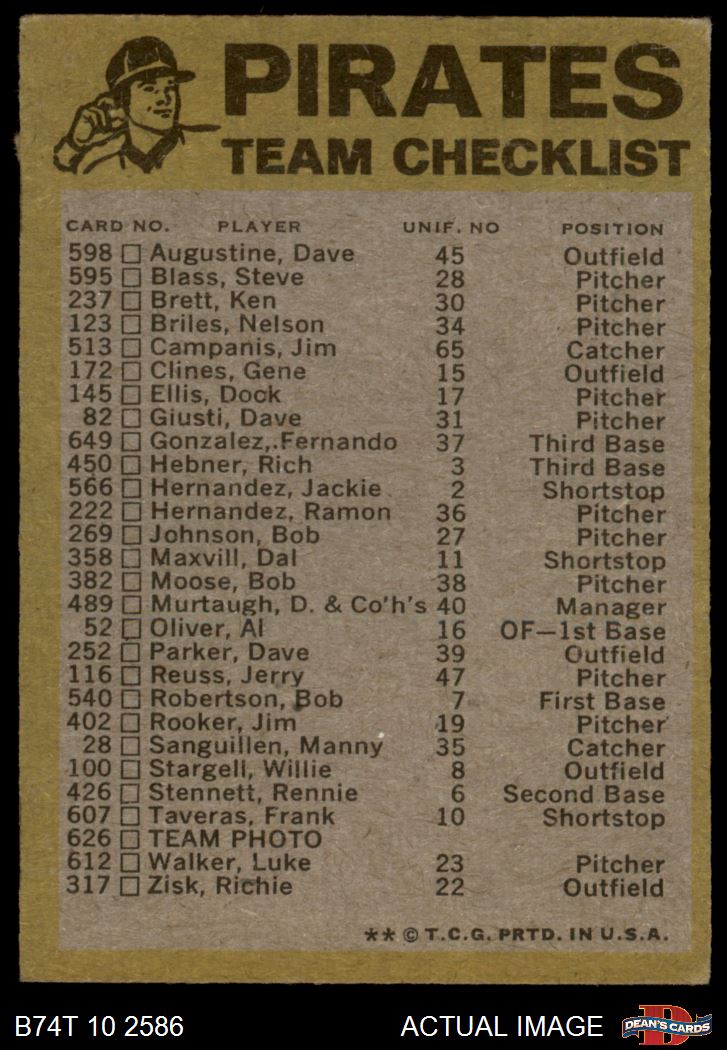 PIRATES
TEAM CHECKLIST
CARD NO. PLAYER UNIF. NO POSITION
598 Augustine, Dave 45 Outfield
595 Blass, Steve 28 Pitcher
237 Brett, Ken 30 Pitcher
123 Briles, Nelson 34 Pitcher
513 Campanis, Jim 65 Catcher
172 Clines, Gene 15 Outfield
145 Ellis, Dock 17 Pitcher
82 Giusti, Dave 31 Pitcher
649 Gonzalez,.Fernando 37 Third Base
450 Hebner, Rich 3 Third Base
566 Hernandez, Jackie 2 Shortstop
222 Hernandez, Ramon 36 Pitcher
269 Johnson, Bob 27 Pitcher
358 Maxvill, Dal 11 Shortstop
382 Moose, Bob 38 Pitcher
489 Murtaugh, D. & Co'h's 40 Manager
52 Oliver, Al 16 OF—1st Base
252 Parker, Dave 39 Outfield
116 Reuss, Jerry 47 Pitcher
540 Robertson, Bob 7 First Base
402 Rooker, Jim 19 Pitcher
28 Sanguillen, Manny 35 Catcher
100 Stargell, Willie 8 Outfield
426 Stennett, Rennie 6 Second Base
607 Taveras, Frank 10 Shortstop
626 TEAM PHOTO
612 Walker, Luke 23 Pitcher
317 Zisk, Richie 22 Outfield
** © T.C.G. PRTD. IN U.S.A.
B74T 10 2586 ACTUAL IMAGE D DEAN'S CARDS